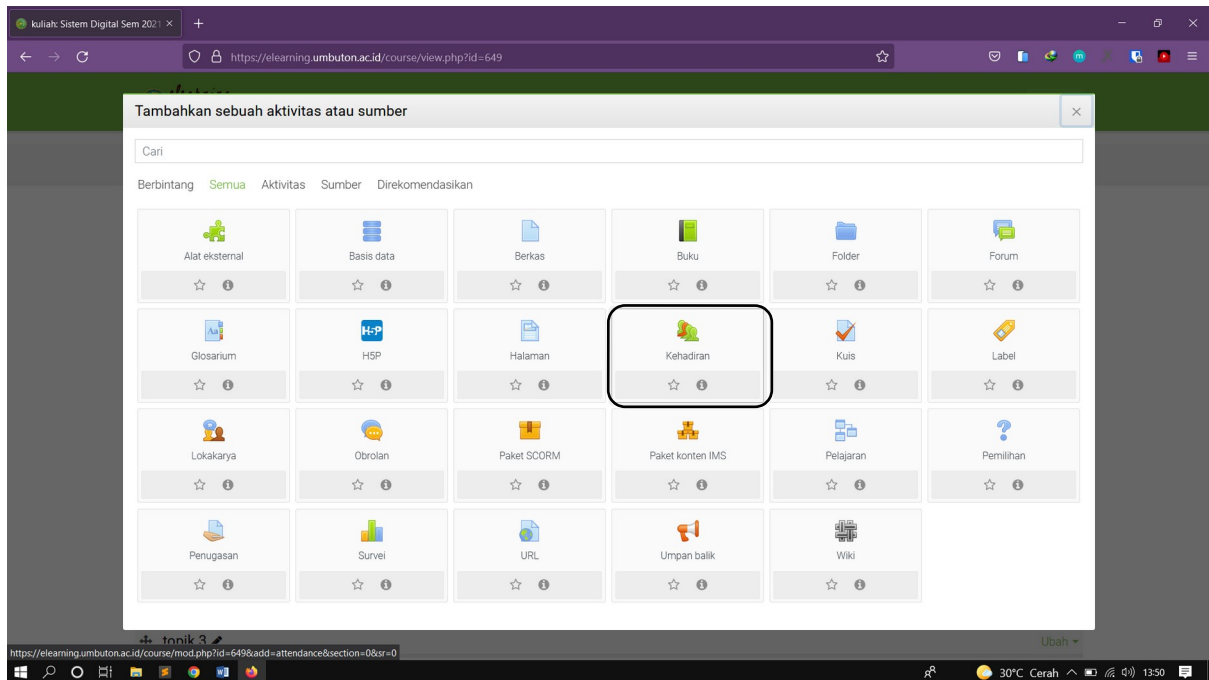 kuliah: Sistem Digital Sem 2021
https://elearning.umbuton.ac.id/course/view.php?id=649
Tambahkan sebuah aktivitas atau sumber
Cari
Berbintang Semua Aktivitas Sumber Direkomendasikan
Alat eksternal Basis data Berkas Buku Folder Forum
Aa H5P
Glosarium H5P Halaman Kehadiran Kuis Label
Lokakarya Obrolan Paket SCORM Paket konten IMS Pelajaran Pemilihan
Penugasan Survei URL Umpan balik Wiki
topik 3 Ubah
https://elearning.umbuton.ac.id/course/mod.php?id=649&add=attendance&section=0&sr=0
30°C Cerah 13:50